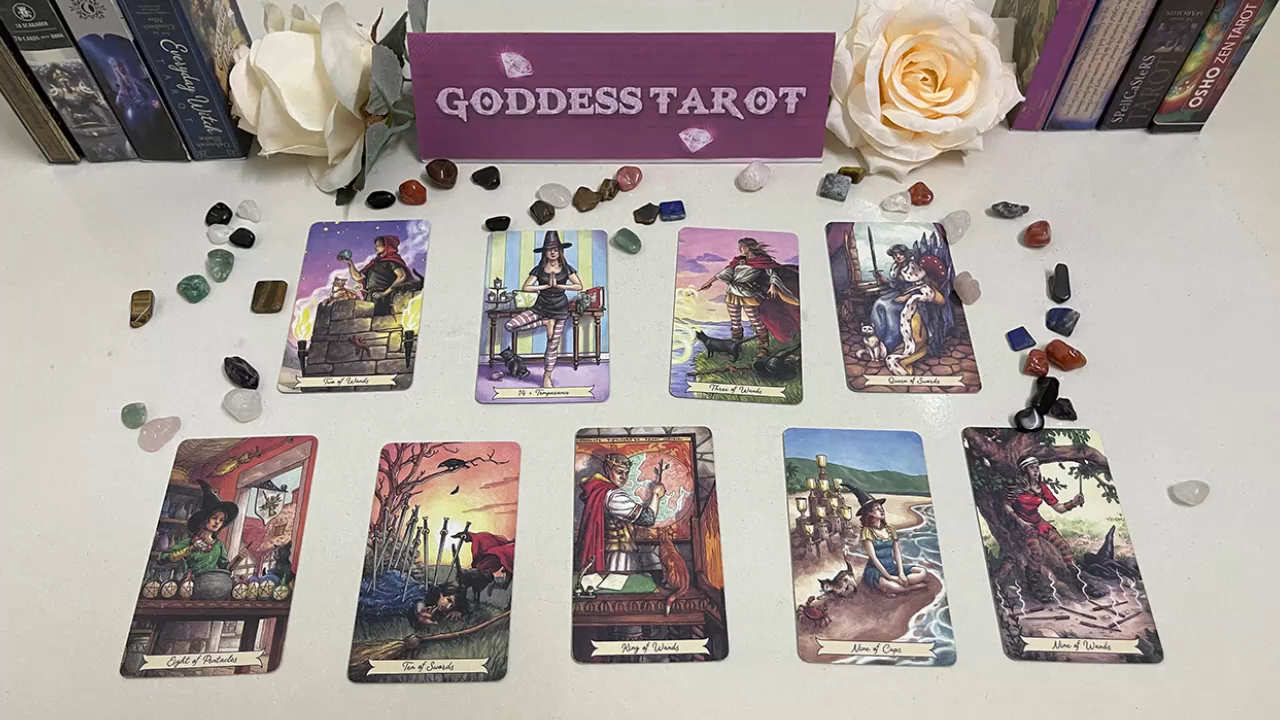 Everyday Witch
TAROT
GODDESS TAROT
SPELLCASTERS
TAROT
OSHO ZEN TAROT
Two of Wands
14 • Temperance
Three of Wands
Queen of Swords
Eight of Pentacles
Ten of Swords
King of Wands
Nine of Cups
Nine of Wands